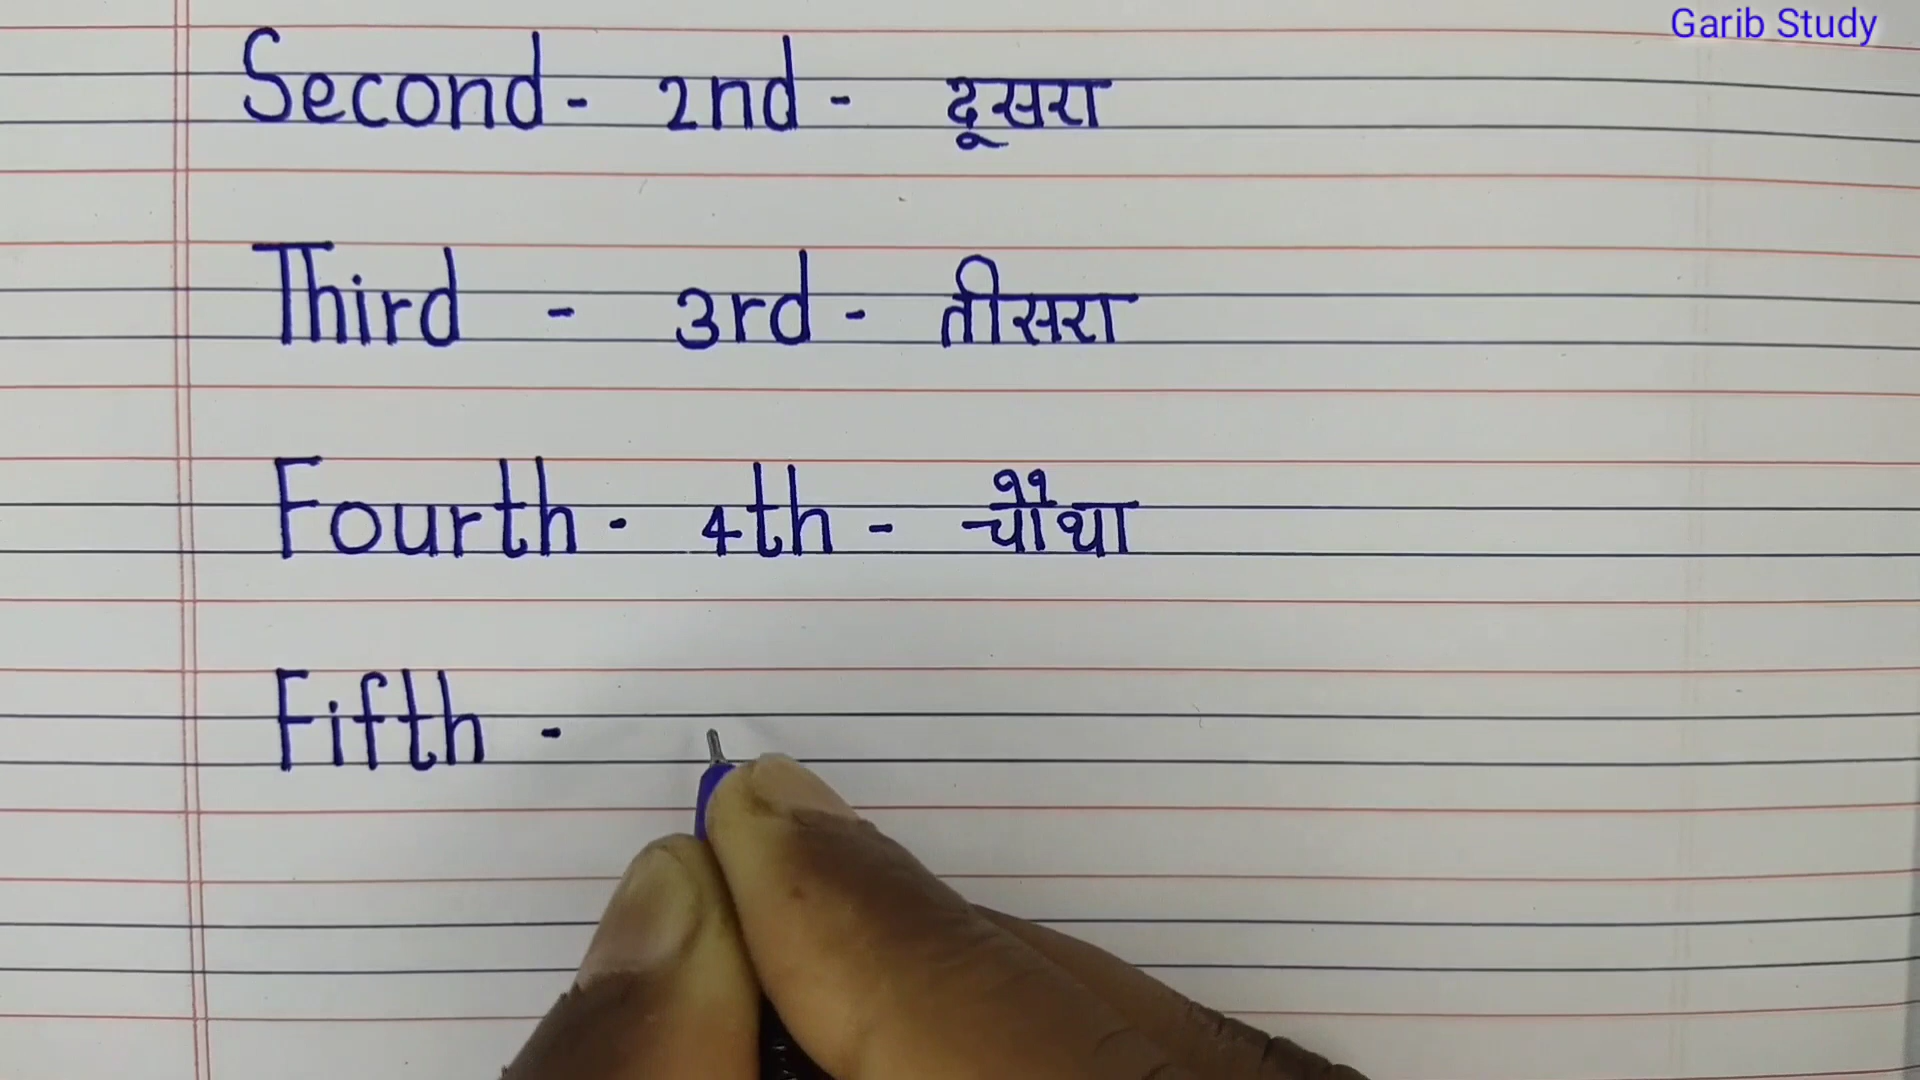 Garib Study
Second - 2nd - दूसरा
Third - 3rd - तीसरा
Fourth - 4th - चौथा
Fifth -